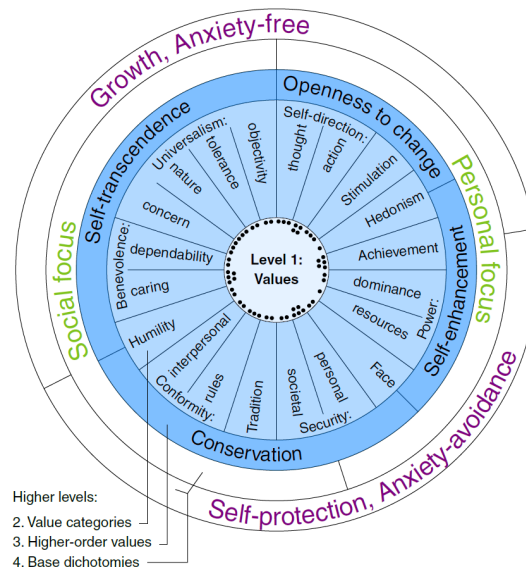 Growth, Anxiety-free
Openness to change
Self-transcendence
Personal focus
Social focus
Self-enhancement
Conservation
Self-protection, Anxiety-avoidance
Self-direction:
thought
action
Stimulation
Hedonism
Achievement
dominance
resources
Power:
Face
personal
societal
Security:
Tradition
rules
interpersonal
Conformity:
Humility
caring
dependability
Benevolence:
concern
nature
tolerance
objectivity
Universalism:
Level 1:
Values
Higher levels:
2. Value categories
3. Higher-order values
4. Base dichotomies